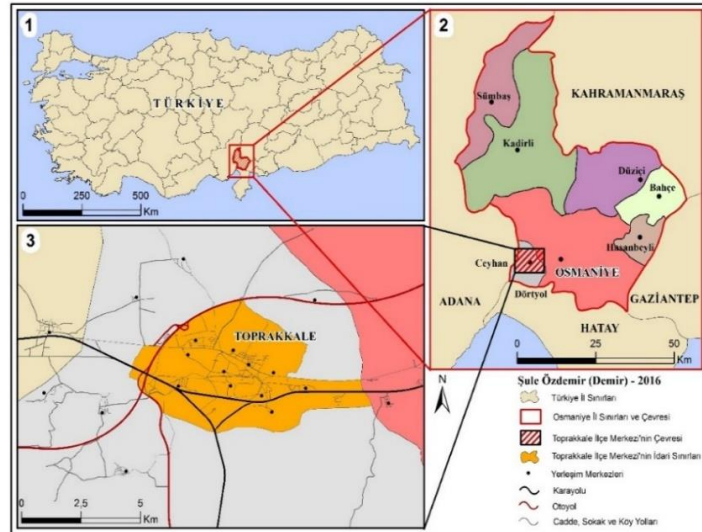 1
TÜRKİYE
0 250 500
Km
2
KAHRAMANMARAŞ
Sümbaş
Kadirli
Düziçi
Bahçe
Hasanbeyli
Ceyhan
OSMANİYE
Dörtyol
ADANA
GAZİANTEP
HATAY
0 25 50
Km
3
TOPRAKKALE
0 2,5 5
Km
N
Şule Özdemir (Demir) - 2016
Türkiye İl Sınırları
Osmaniye İl Sınırları ve Çevresi
Toprakkale İlçe Merkezi'nin Çevresi
Toprakkale İlçe Merkezi'nin İdari Sınırları
Yerleşim Merkezleri
Karayolu
Otoyol
Cadde, Sokak ve Köy Yolları